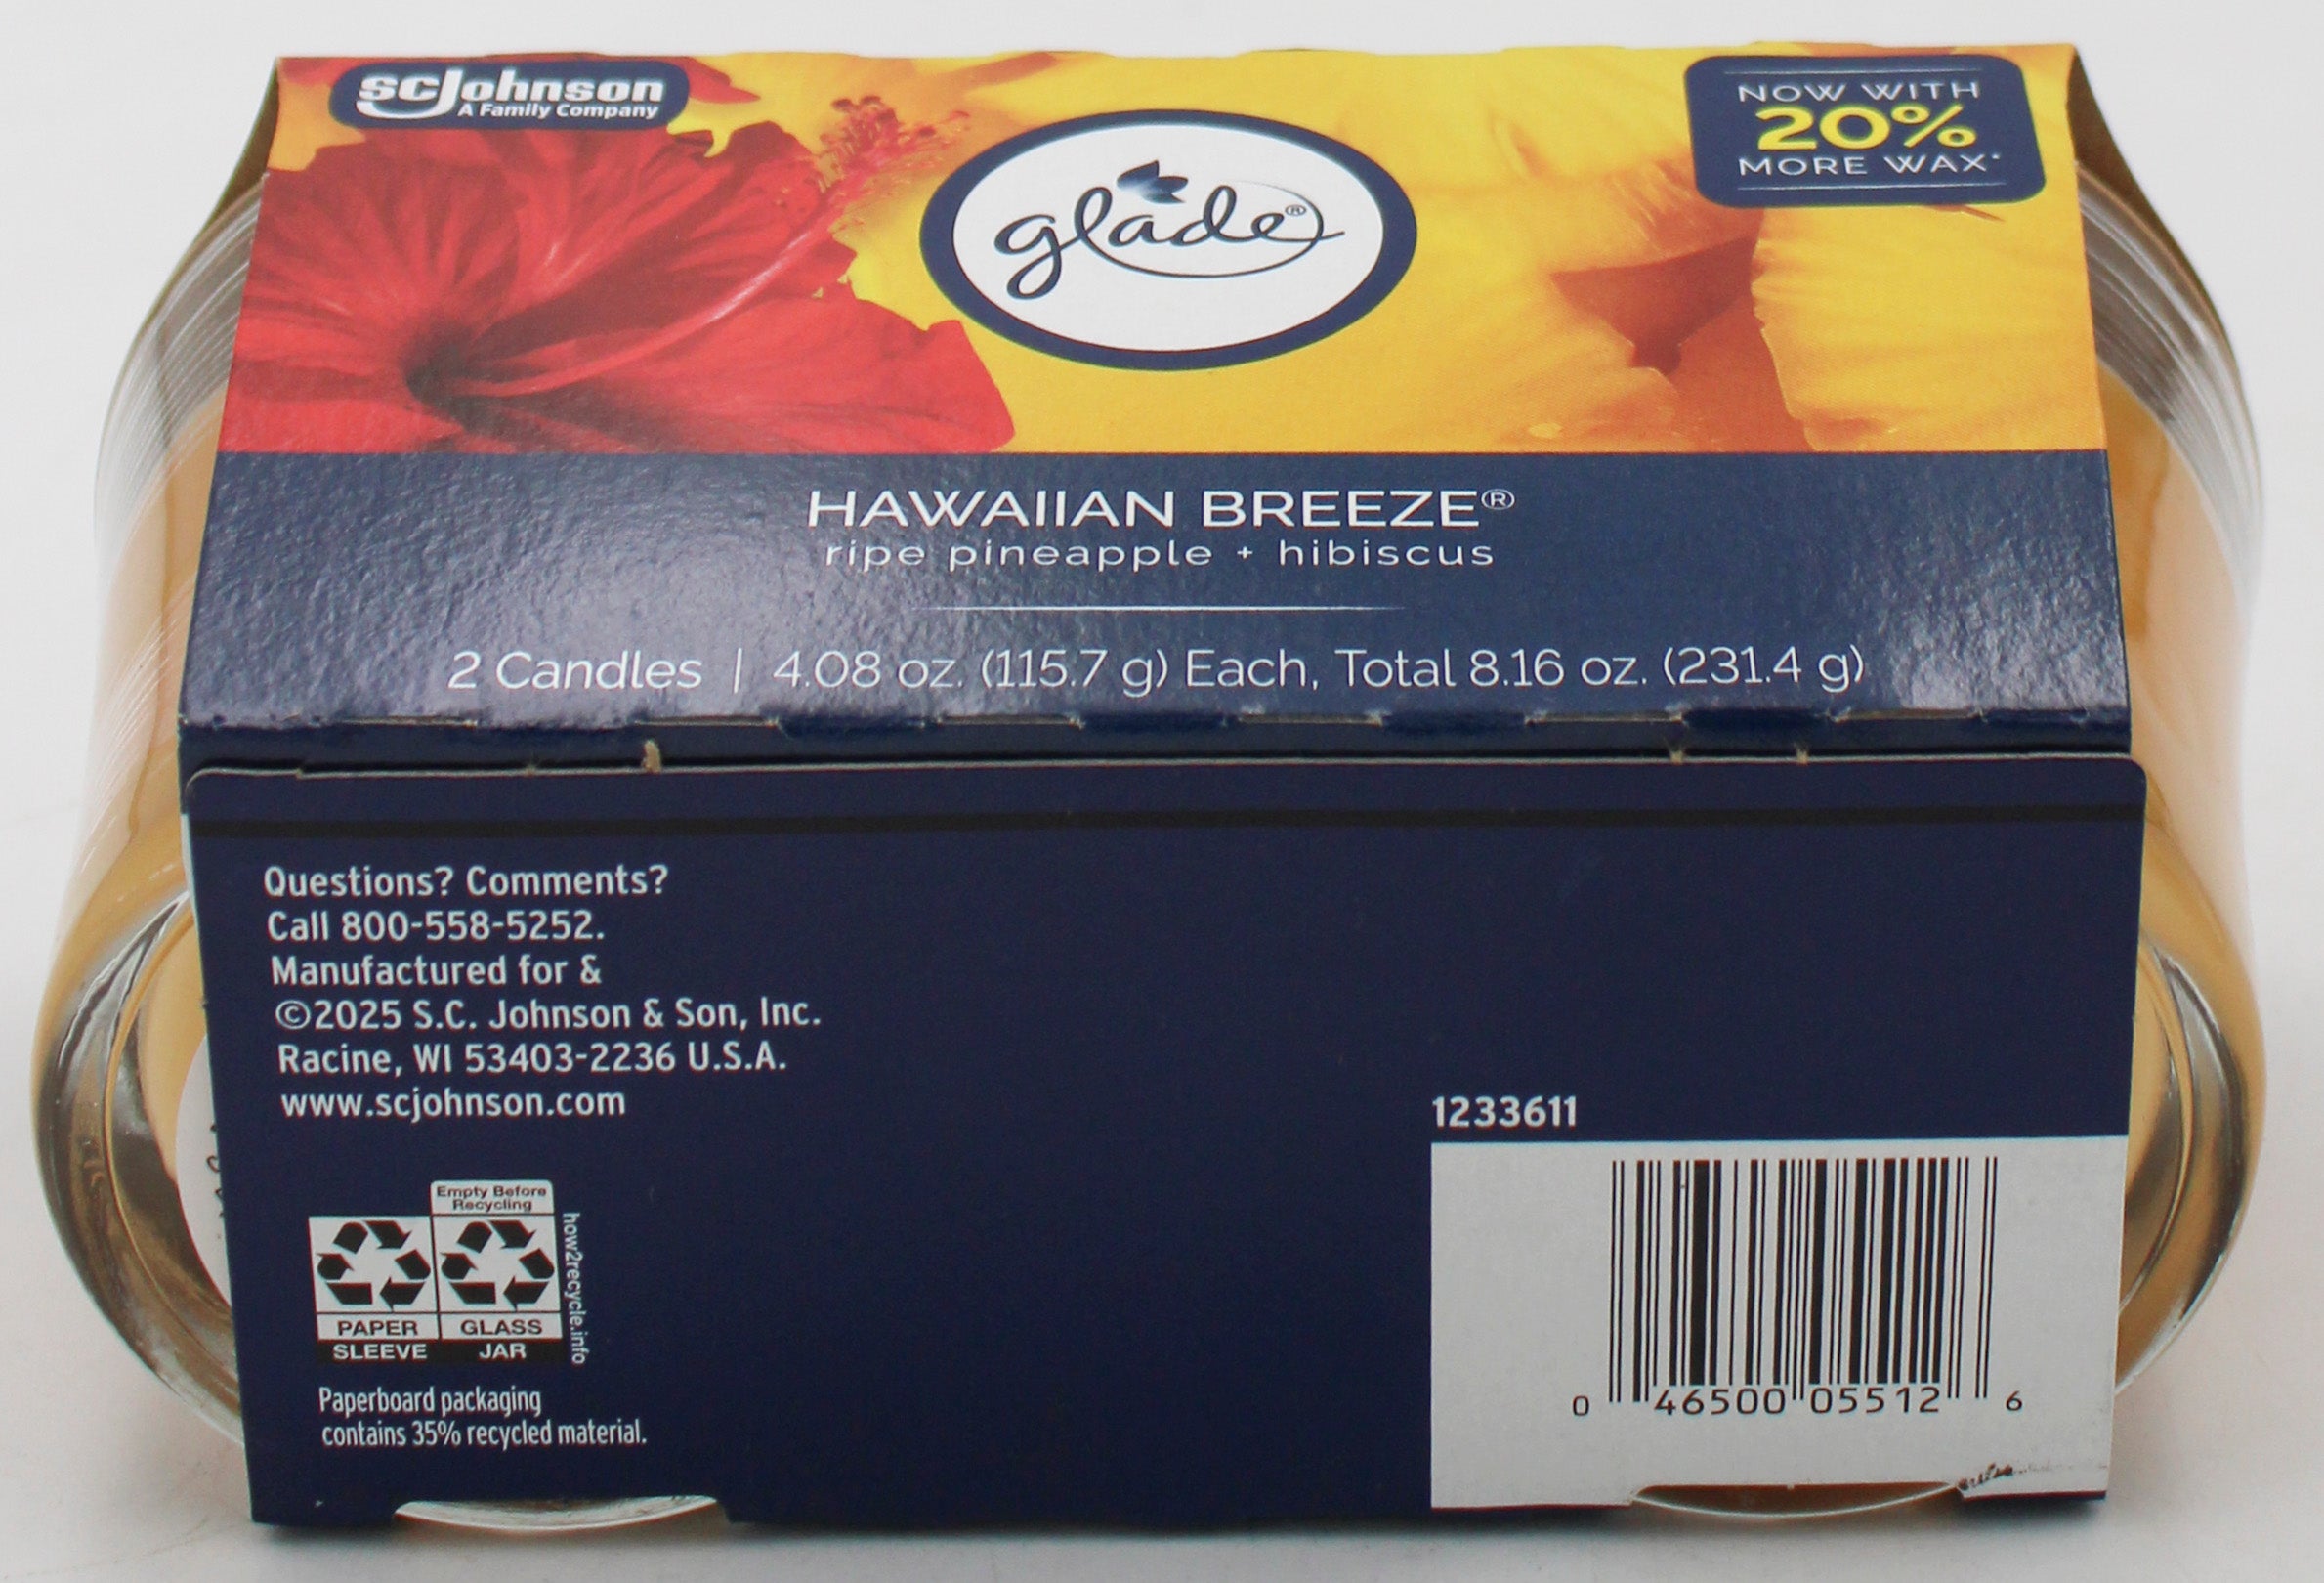 scJohnson
A Family Company
glade®
NOW WITH
20%
MORE WAX*
HAWAIIAN BREEZE®
ripe pineapple + hibiscus
2 Candles | 4.08 oz. (115.7 g) Each, Total 8.16 oz. (231.4 g)
Questions? Comments?
Call 800-558-5252.
Manufactured for &
©2025 S.C. Johnson & Son, Inc.
Racine, WI 53403-2236 U.S.A.
www.scjohnson.com
Empty Before
Recycling
PAPER
SLEEVE
GLASS
JAR
how2recycle.info
Paperboard packaging
contains 35% recycled material.
1233611
0 46500 05512 6